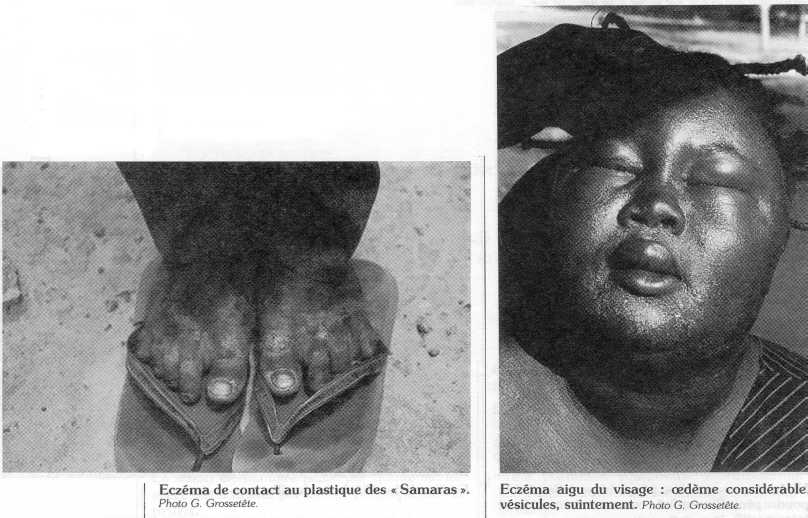 Eczéma de contact au plastique des « Samaras ».
Photo G. Grossetête.
Eczéma aigu du visage : œdème considérable
vésicules, suintement. Photo G. Grossetête